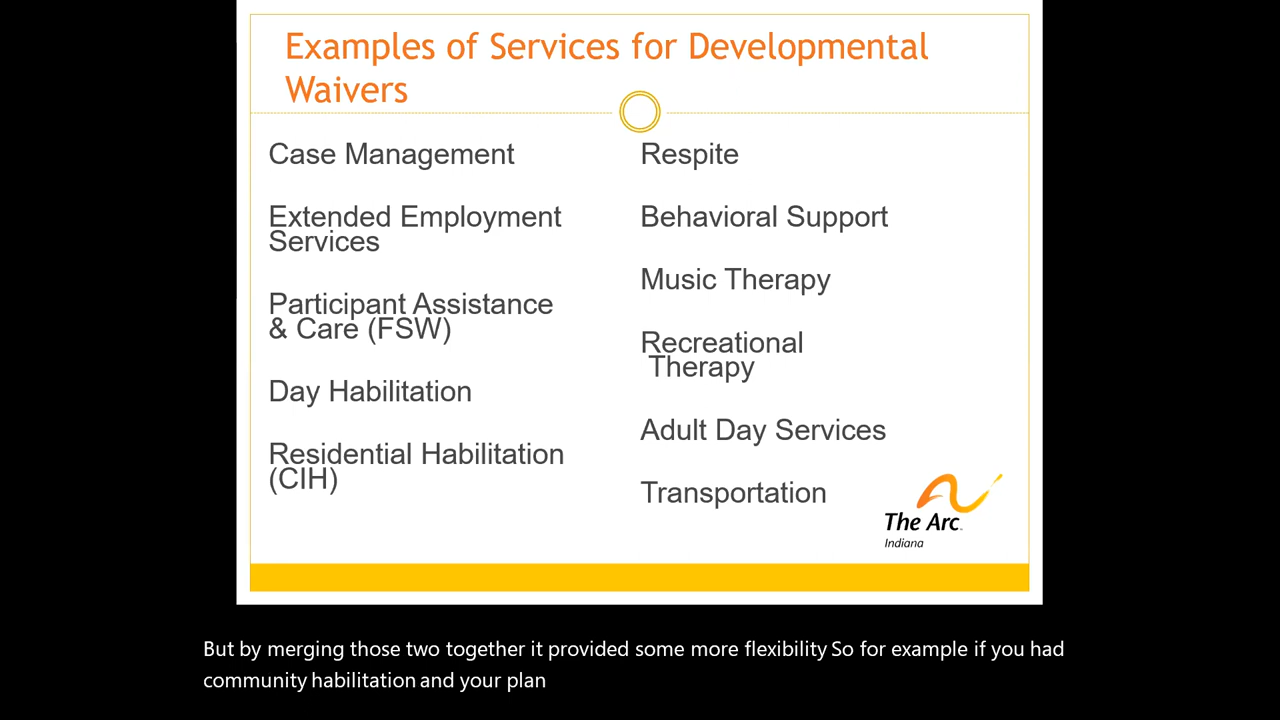 Examples of Services for Developmental
Waivers
Case Management
Extended Employment
Services
Participant Assistance
& Care (FSW)
Day Habilitation
Residential Habilitation
(CIH)
Respite
Behavioral Support
Music Therapy
Recreational
Therapy
Adult Day Services
Transportation
The Arc
Indiana
But by merging those two together it provided some more flexibility So for example if you had
community habilitation and your plan